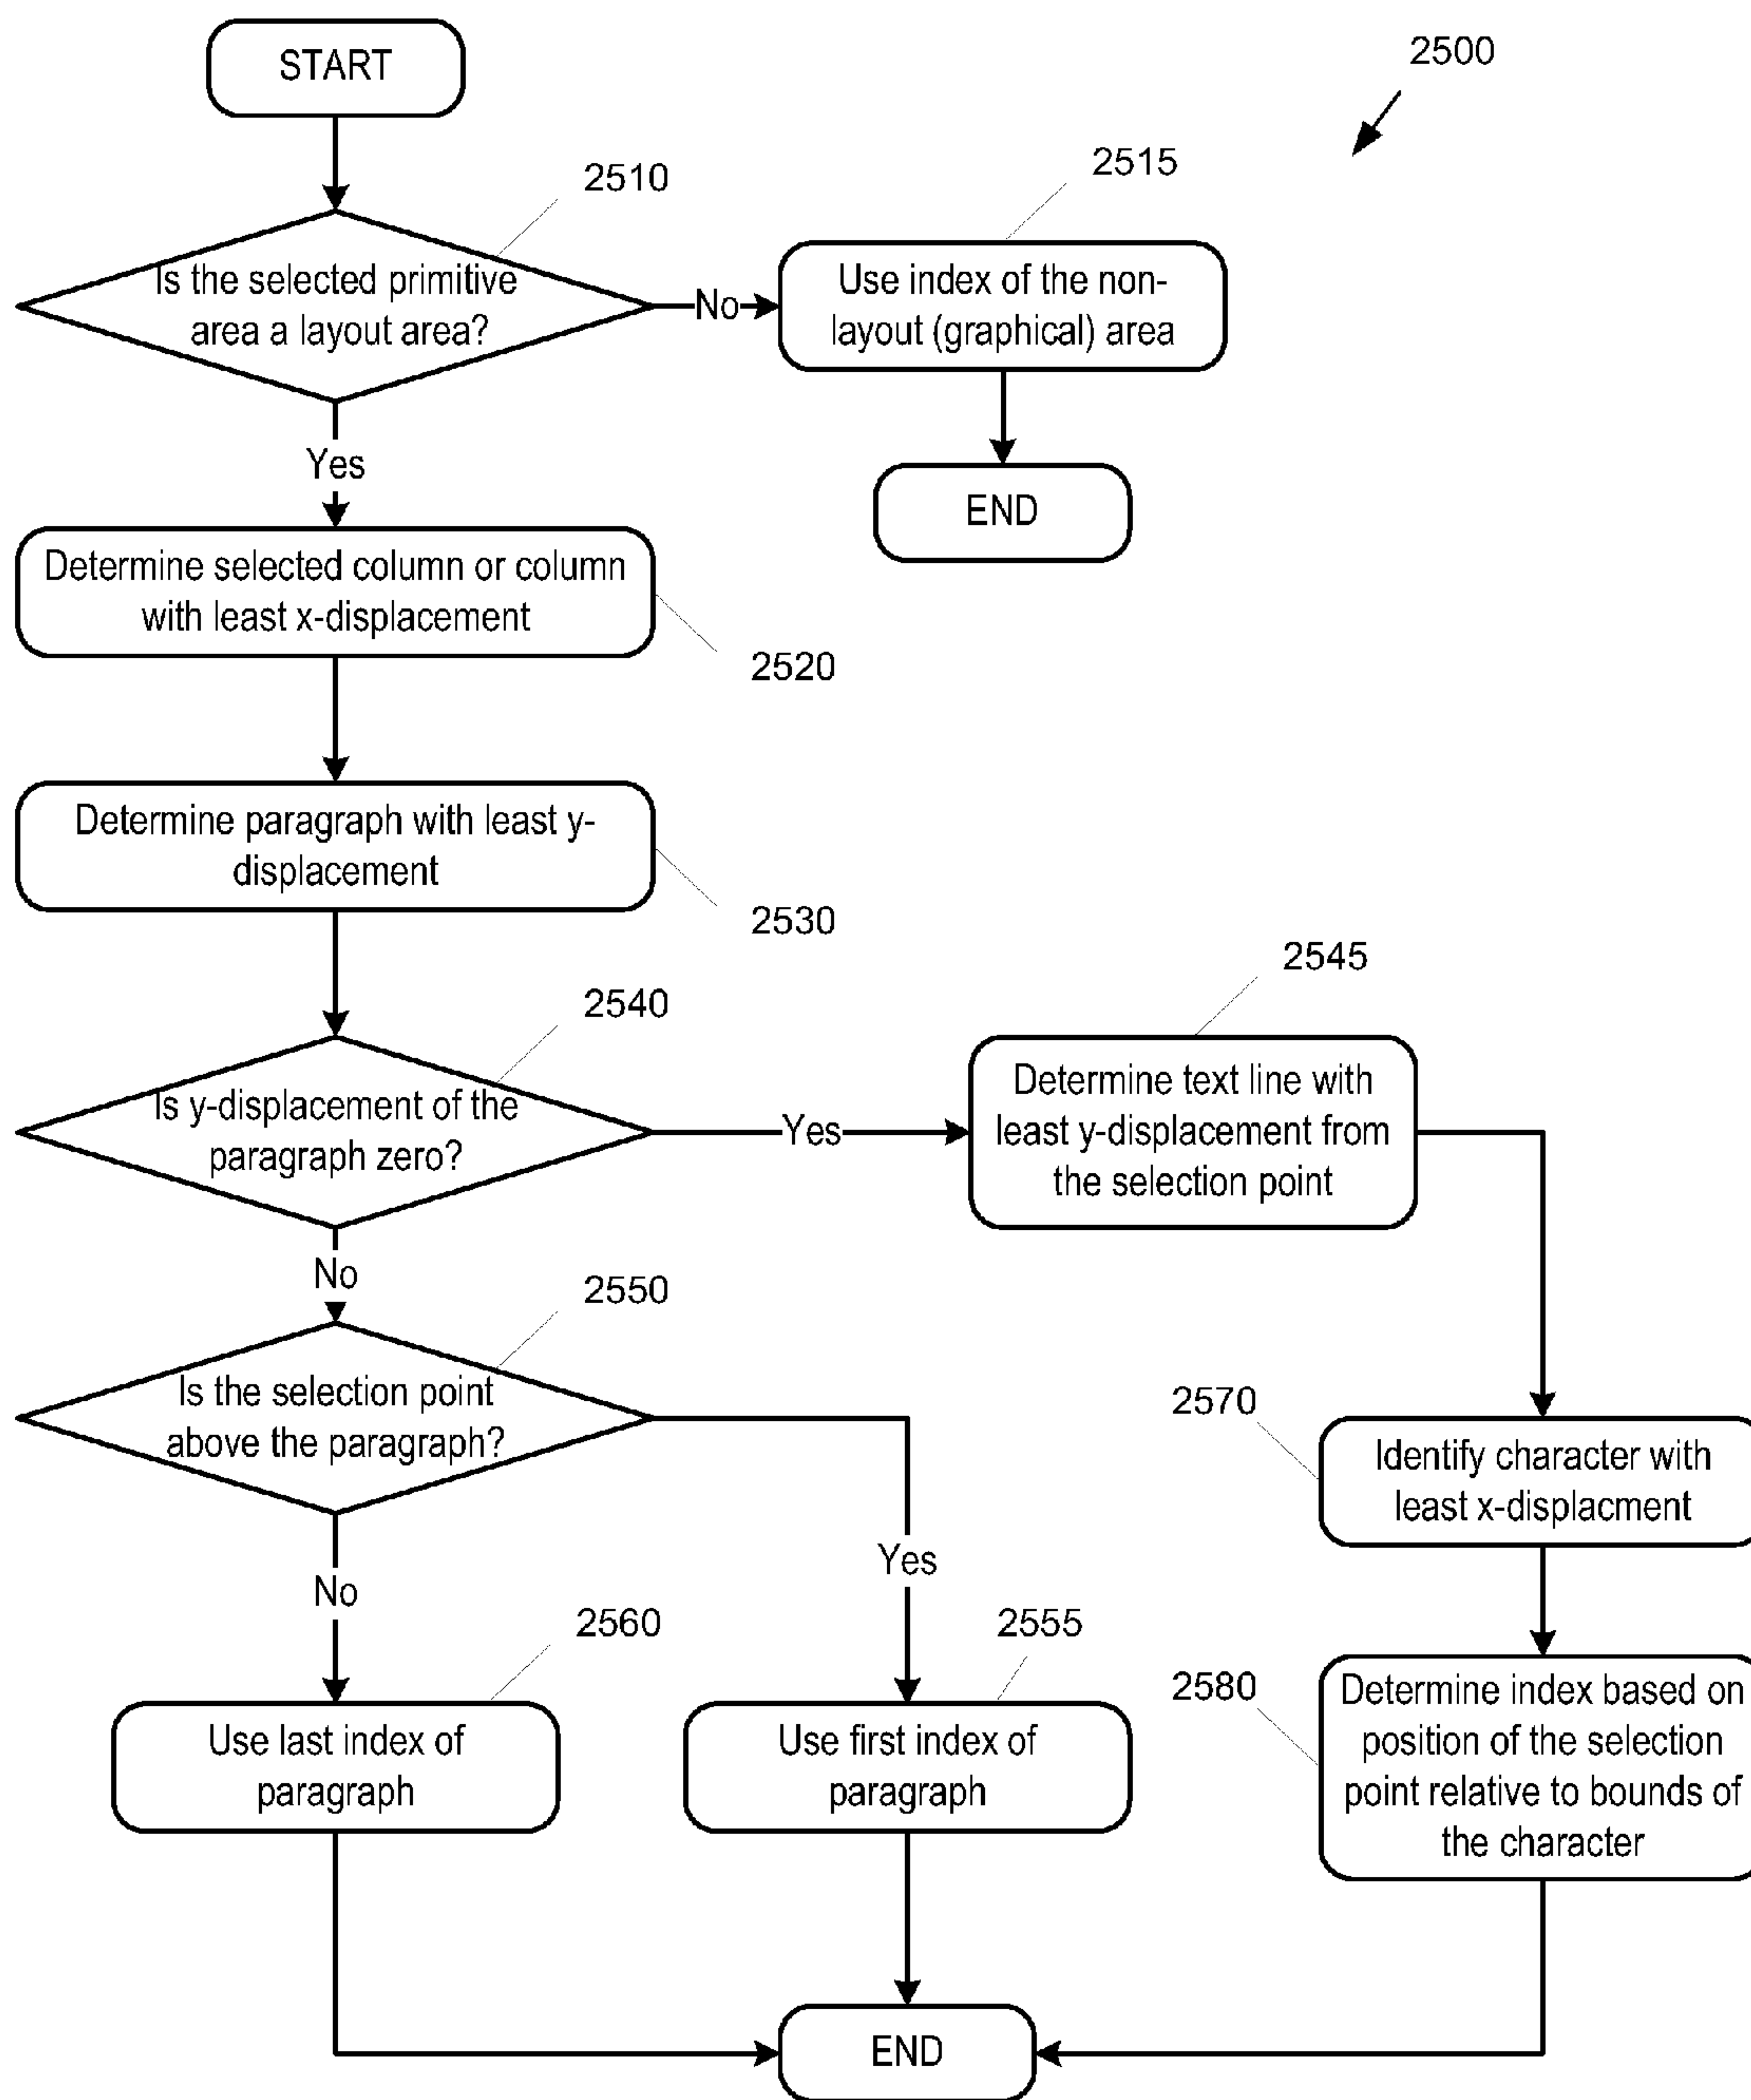 START
2500
2510
2515
Is the selected primitive
area a layout area?
No
Use index of the non-
layout (graphical) area
Yes
END
Determine selected column or column
with least x-displacement
2520
Determine paragraph with least y-
displacement
2530
2540
2545
Is y-displacement of the
paragraph zero?
Yes
Determine text line with
least y-displacement from
the selection point
No
2550
Is the selection point
above the paragraph?
2570
Identify character with
least x-displacment
Yes
No
2560
2555
2580
Use last index of
paragraph
Use first index of
paragraph
Determine index based on
position of the selection
point relative to bounds of
the character
END